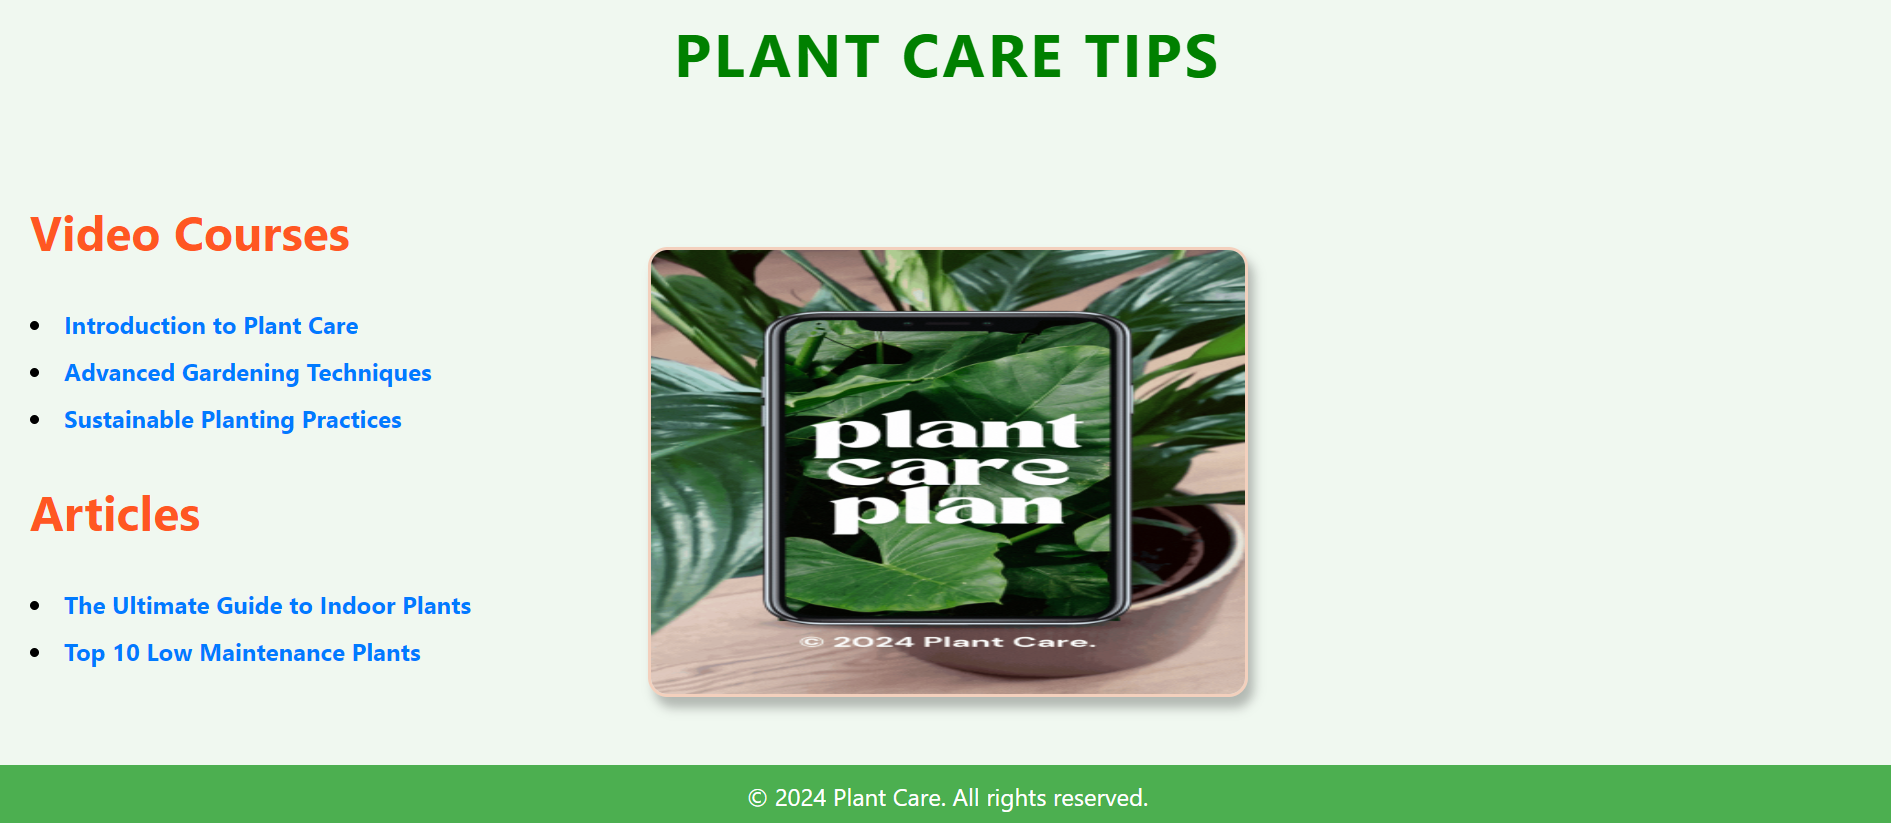 PLANT CARE TIPS
Video Courses
Introduction to Plant Care
Advanced Gardening Techniques
Sustainable Planting Practices
Articles
The Ultimate Guide to Indoor Plants
Top 10 Low Maintenance Plants
plant
care
plan
© 2024 Plant Care.
© 2024 Plant Care. All rights reserved.